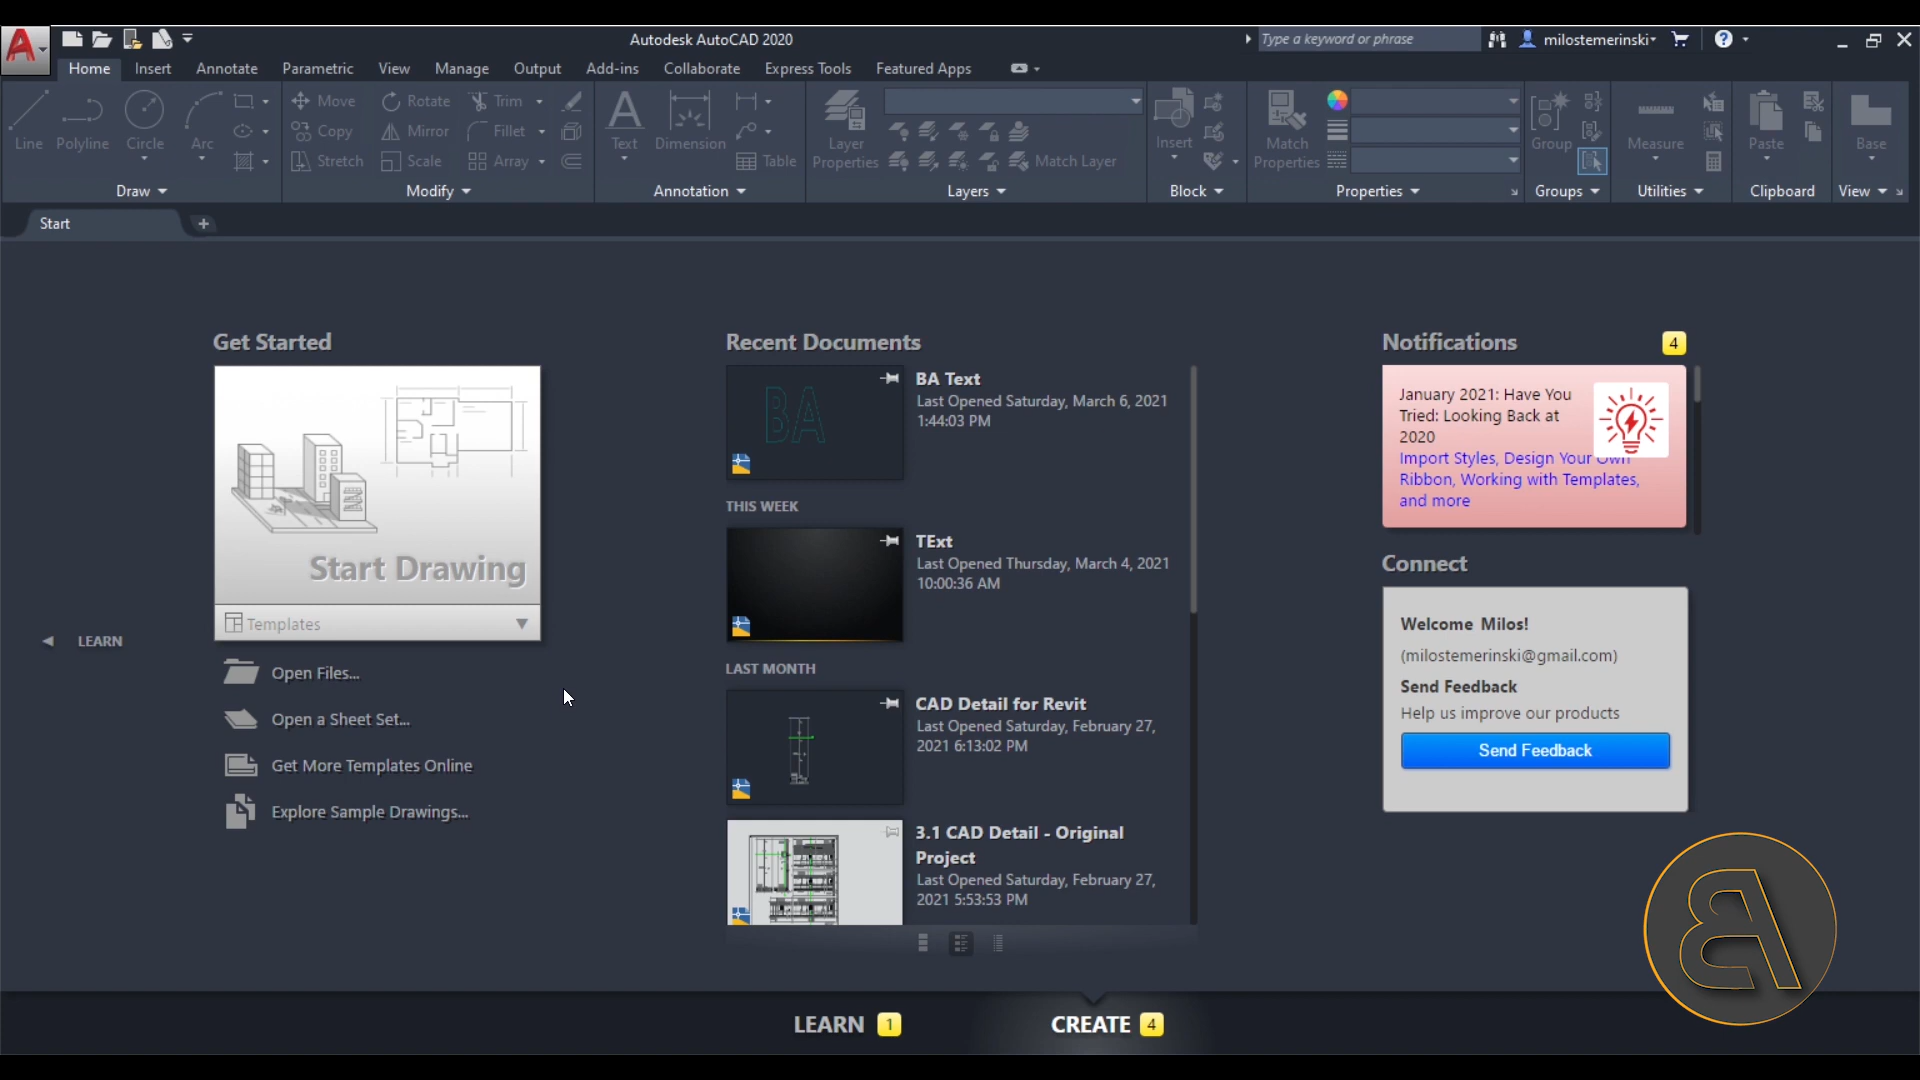 Autodesk AutoCAD 2020
Type a keyword or phrase
milostemerinski
Home Insert Annotate Parametric View Manage Output Add-ins Collaborate Express Tools Featured Apps
Line Polyline Circle Arc
Move Rotate Trim
Copy Mirror Fillet
Stretch Scale Array
Text Dimension
Table
Layer Properties
Match Layer
Insert
Match Properties
Group
Measure
Paste
Base
Draw Modify Annotation Layers Block Properties Groups Utilities Clipboard View
Start
Get Started
Start Drawing
Templates
Open Files...
Open a Sheet Set...
Get More Templates Online
Explore Sample Drawings...
LEARN
Recent Documents
BA
BA Text
Last Opened Saturday, March 6, 2021
1:44:03 PM
THIS WEEK
TExt
Last Opened Thursday, March 4, 2021
10:00:36 AM
LAST MONTH
CAD Detail for Revit
Last Opened Saturday, February 27,
2021 6:13:02 PM
3.1 CAD Detail - Original
Project
Last Opened Saturday, February 27,
2021 5:53:53 PM
Notifications 4
January 2021: Have You
Tried: Looking Back at
2020
Import Styles, Design Your Own
Ribbon, Working with Templates,
and more
Connect
Welcome Milos!
(milostemerinski@gmail.com)
Send Feedback
Help us improve our products
Send Feedback
LEARN 1
CREATE 4